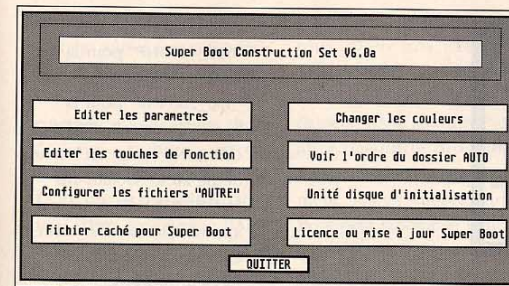 Super Boot Construction Set V6.0a
Editer les parametres
Changer les couleurs
Editer les touches de Fonction
Voir l'ordre du dossier AUTO
Configurer les fichiers "AUTRE"
Unité disque d'initialisation
Fichier caché pour Super Boot
Licence ou mise à jour Super Boot
QUITTER